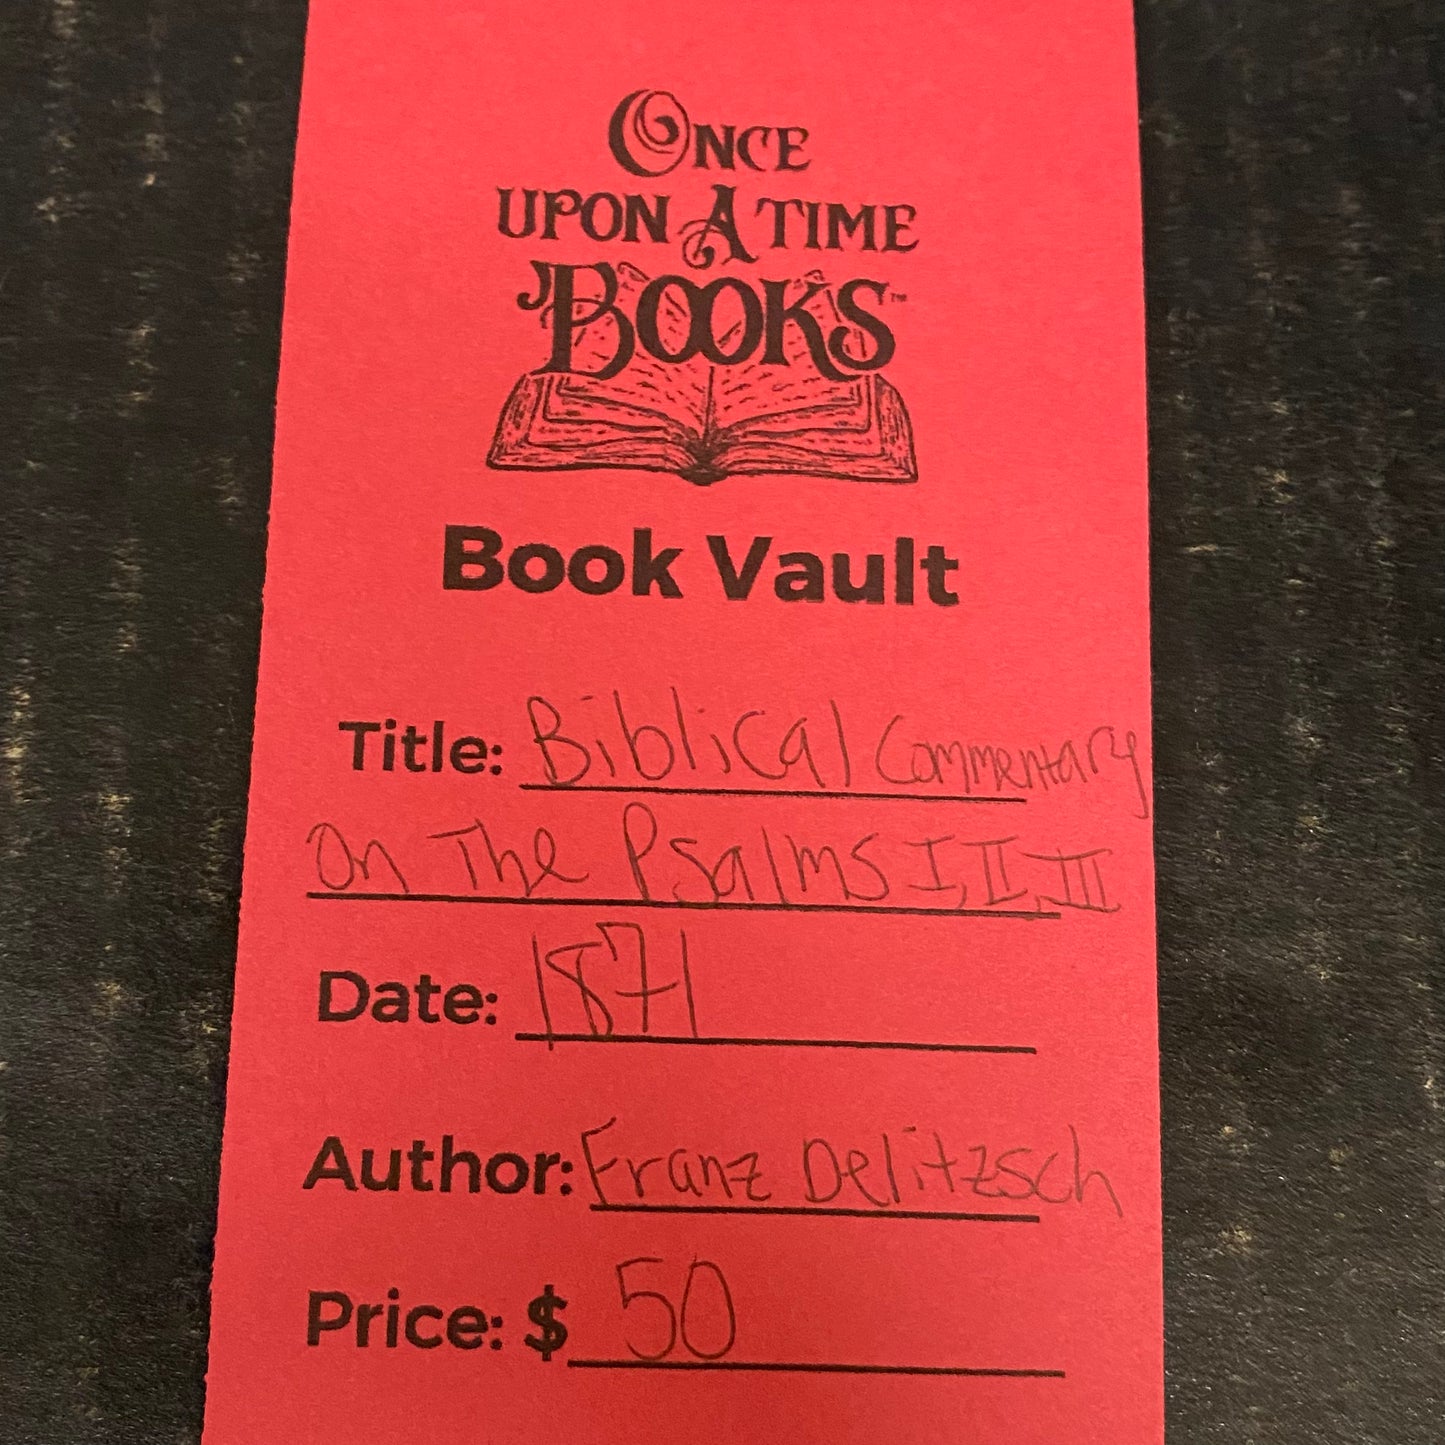 ONCE
UPON A TIME
BOOKS™
Book Vault
Title: Biblical Commentary
On The Psalms I, II, III
Date: 1871
Author: Franz Delitzsch
Price: $ 50